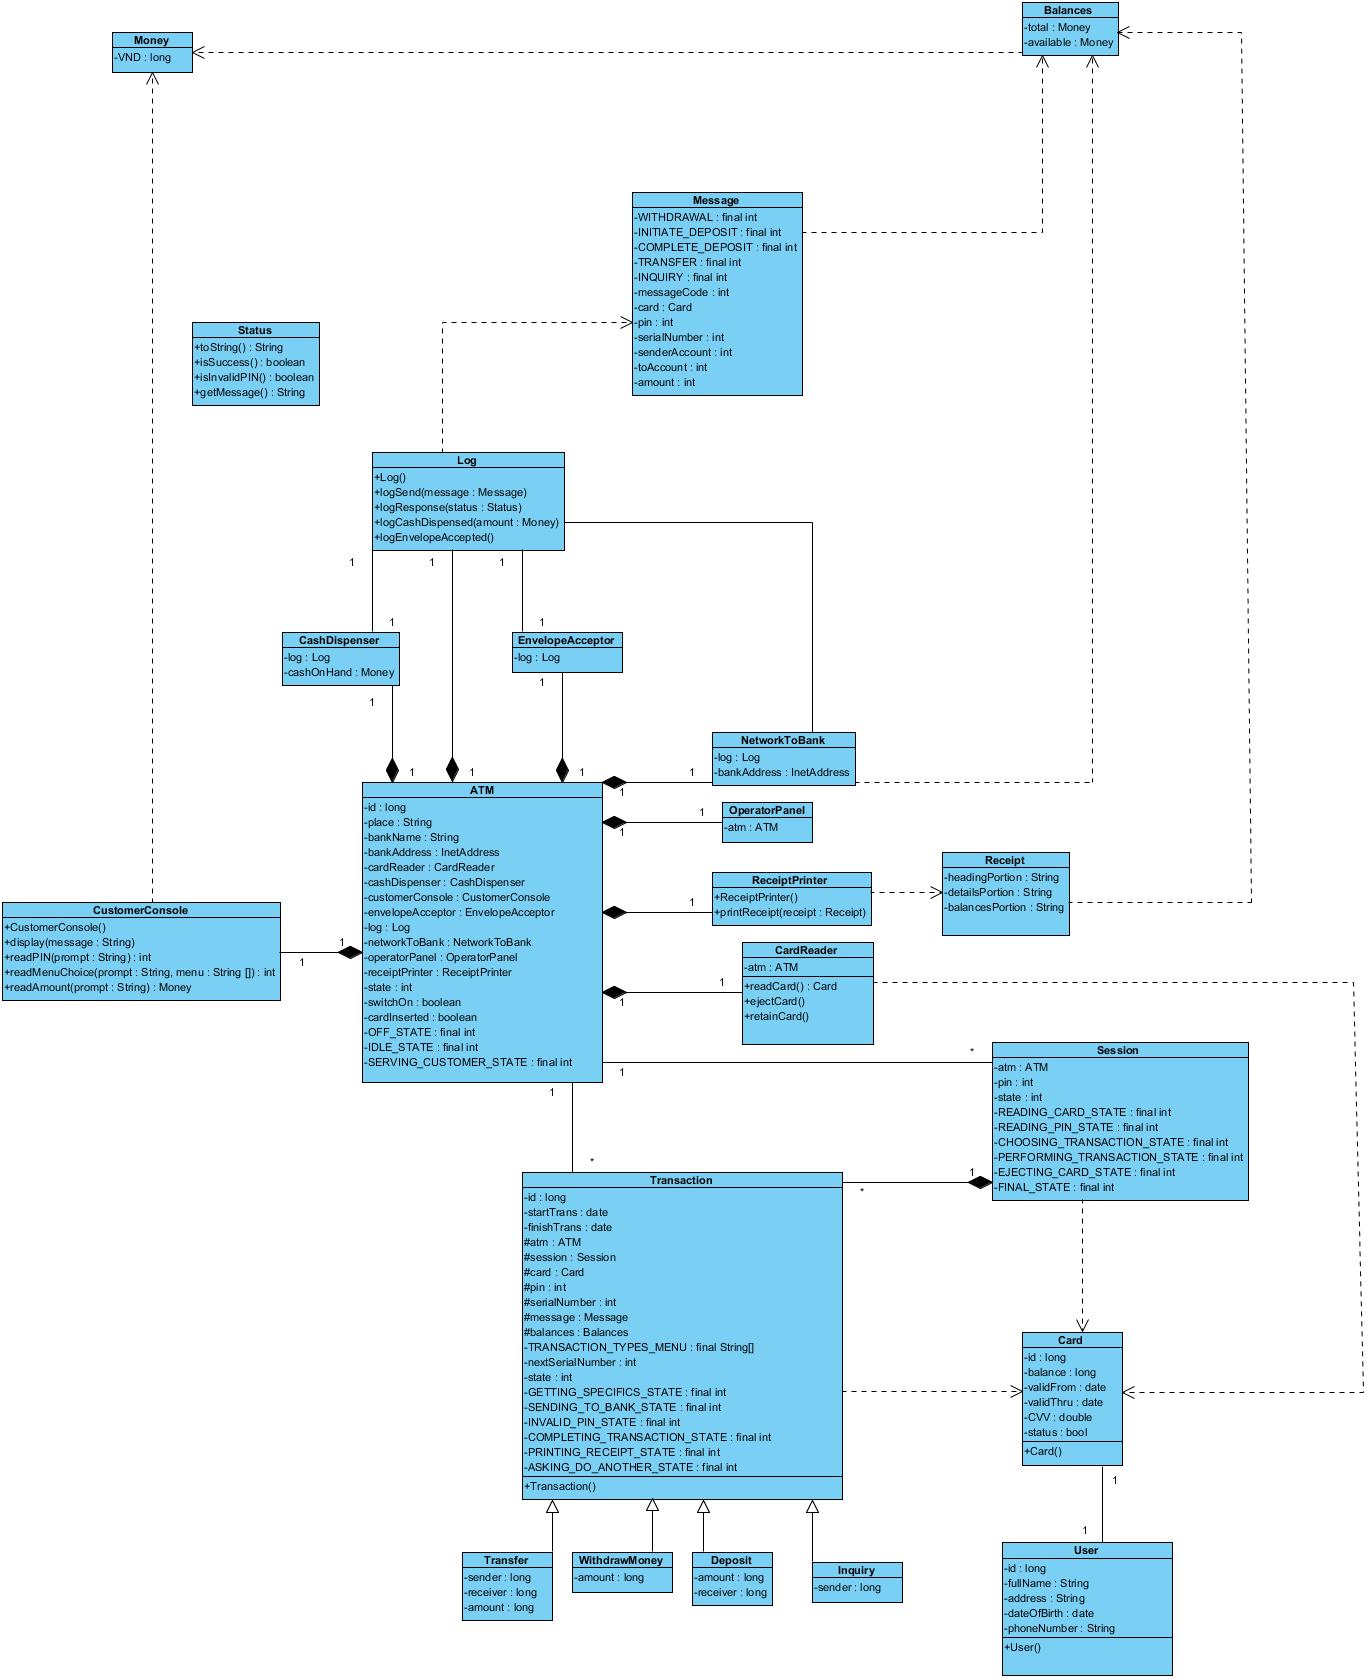 Money
-VND : long
Balances
-total : Money
-available : Money
Message
-WITHDRAWAL : final int
-INITIATE_DEPOSIT : final int
-COMPLETE_DEPOSIT : final int
-TRANSFER : final int
-INQUIRY : final int
-messageCode : int
-card : Card
-pin : int
-serialNumber : int
-senderAccount : int
-toAccount : int
-amount : int
Status
+toString() : String
+isSuccess() : boolean
+isInvalidPIN() : boolean
+getMessage() : String
Log
+Log()
+logSend(message : Message)
+logResponse(status : Status)
+logCashDispensed(amount : Money)
+logEnvelopeAccepted()
1
1
1
1
1
CashDispenser
-log : Log
-cashOnHand : Money
EnvelopeAcceptor
-log : Log
1
1
1
1
1
NetworkToBank
-log : Log
-bankAddress : InetAddress
1
1
ATM
-id : long
-place : String
-bankName : String
-bankAddress : InetAddress
-cardReader : CardReader
-cashDispenser : CashDispenser
-customerConsole : CustomerConsole
-envelopeAcceptor : EnvelopeAcceptor
-log : Log
-networkToBank : NetworkToBank
-operatorPanel : OperatorPanel
-receiptPrinter : ReceiptPrinter
-state : int
-switchOn : boolean
-cardInserted : boolean
-OFF_STATE : final int
-IDLE_STATE : final int
-SERVING_CUSTOMER_STATE : final int
1
1
OperatorPanel
-atm : ATM
1
1
ReceiptPrinter
+ReceiptPrinter()
+printReceipt(receipt : Receipt)
Receipt
-headingPortion : String
-detailsPortion : String
-balancesPortion : String
CustomerConsole
+CustomerConsole()
+display(message : String)
+readPIN(prompt : String) : int
+readMenuChoice(prompt : String, menu : String []) : int
+readAmount(prompt : String) : Money
1
1
1
1
CardReader
-atm : ATM
+readCard() : Card
+ejectCard()
+retainCard()
1
*
Session
-atm : ATM
-pin : int
-state : int
-READING_CARD_STATE : final int
-READING_PIN_STATE : final int
-CHOOSING_TRANSACTION_STATE : final int
-PERFORMING_TRANSACTION_STATE : final int
-EJECTING_CARD_STATE : final int
-FINAL_STATE : final int
1
*
*
1
Transaction
-id : long
-startTrans : date
-finishTrans : date
#atm : ATM
#session : Session
#card : Card
#pin : int
#serialNumber : int
#message : Message
#balances : Balances
-TRANSACTION_TYPES_MENU : final String[]
-nextSerialNumber : int
-state : int
-GETTING_SPECIFICS_STATE : final int
-SENDING_TO_BANK_STATE : final int
-INVALID_PIN_STATE : final int
-COMPLETING_TRANSACTION_STATE : final int
-PRINTING_RECEIPT_STATE : final int
-ASKING_DO_ANOTHER_STATE : final int
+Transaction()
Card
-id : long
-balance : long
-validFrom : date
-validThru : date
-CVV : double
-status : bool
+Card()
1
1
Transfer
-sender : long
-receiver : long
-amount : long
WithdrawMoney
-amount : long
Deposit
-amount : long
-receiver : long
Inquiry
-sender : long
User
-id : long
-fullName : String
-address : String
-dateOfBirth : date
-phoneNumber : String
+User()